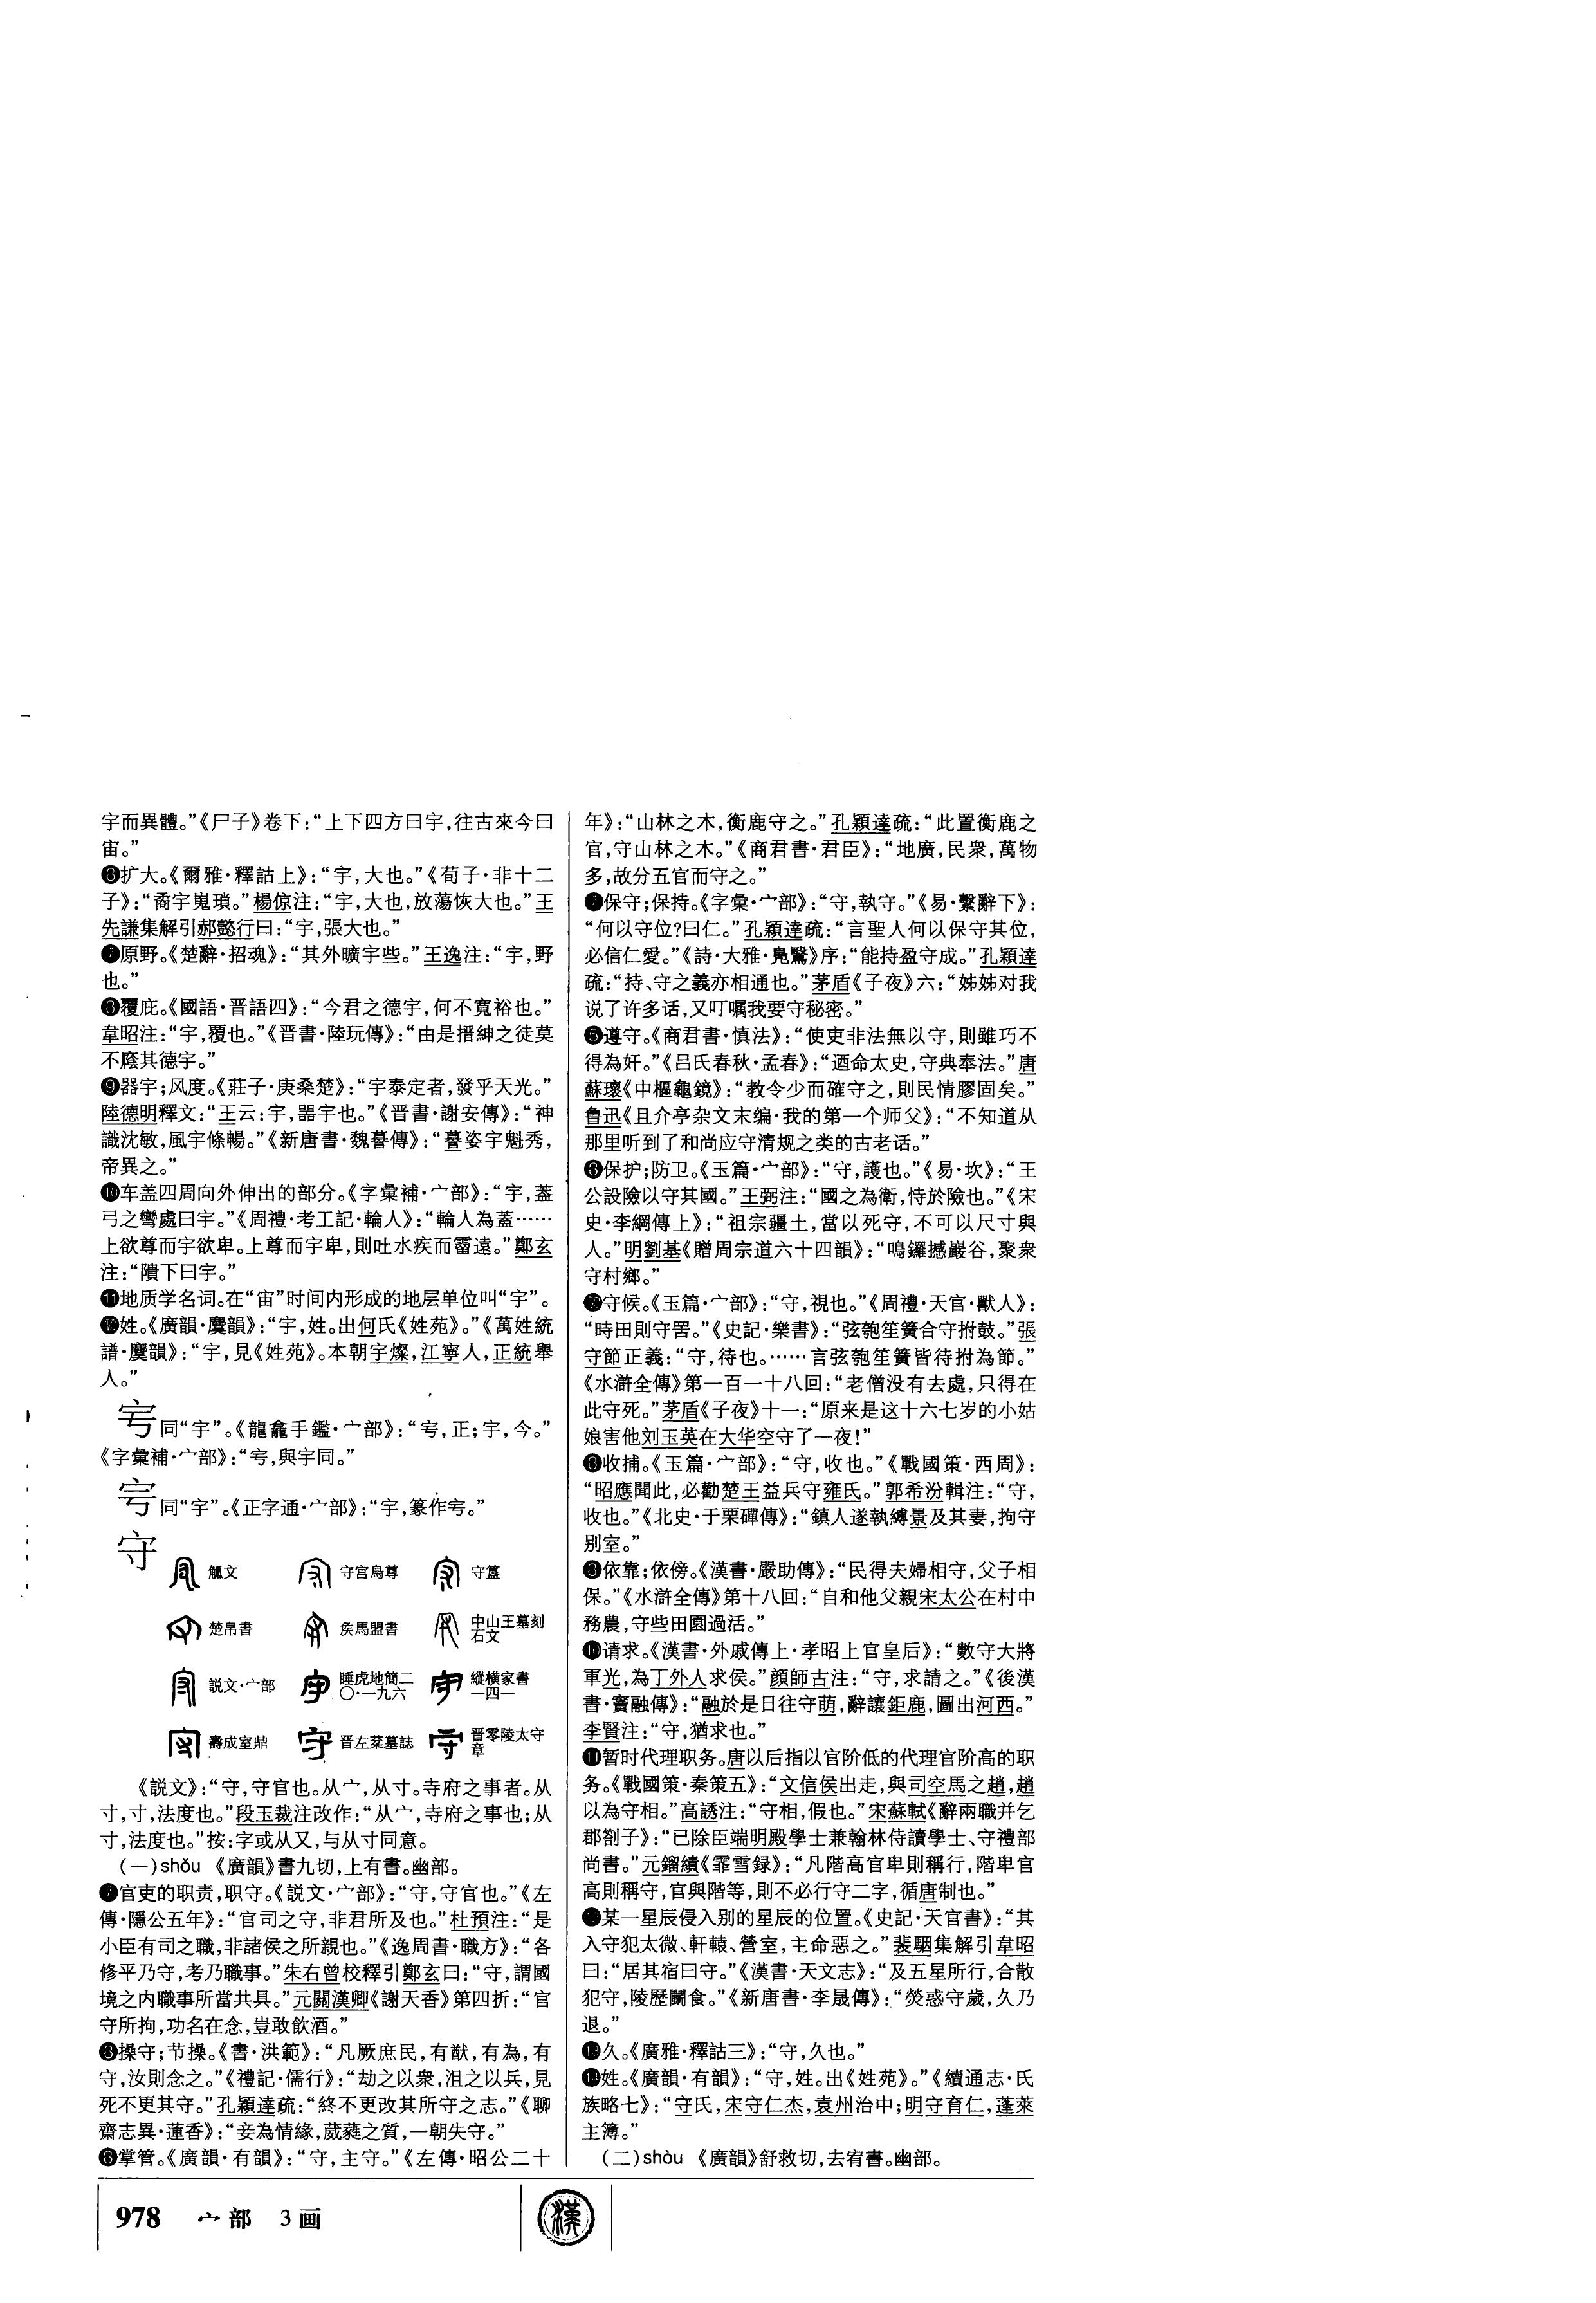 宇而異體。”《尸子》卷下：“上下四方曰宇，往古來今曰
宙。”
❻扩大。《爾雅·釋詁上》：“宇，大也。”《荀子·非十二
子》：“矞宇嵬瑣。”楊倞注：“宇，大也，放蕩恢大也。”王
先謙集解引郝懿行曰：“宇，張大也。”
❼原野。《楚辭·招魂》：“其外曠宇些。”王逸注：“宇，野
也。”
❽覆庇。《國語·晋語四》：“今君之德宇，何不寬裕也。”
韋昭注：“宇，覆也。”《晋書·陸玩傳》：“由是搢紳之徒莫
不廕其德宇。”
❾器宇；风度。《莊子·庚桑楚》：“宇泰定者，發乎天光。”
陸德明釋文：“王云：宇，器宇也。”《晋書·謝安傳》：“神
識沈敏，風宇條暢。”《新唐書·魏謩傳》：“謩姿宇魁秀，
帝異之。”
❿车盖四周向外伸出的部分。《字彙補·宀部》：“宇，蓋
弓之彎處曰宇。”《周禮·考工記·輪人》：“輪人為蓋……
上欲尊而宇欲卑。上尊而宇卑，則吐水疾而霤遠。”鄭玄
注：“隤下曰宇。”
⓫地质学名词。在“宙”时间内形成的地层单位叫“宇”。
⓬姓。《廣韻·麌韻》：“宇，姓。出何氏《姓苑》。”《萬姓統
譜·麌韻》：“宇，見《姓苑》。本朝宇燦，江寧人，正統舉
人。”
同“宇”。《龍龕手鑑·宀部》：“，正；宇，今。”
《字彙補·宀部》：“，與宇同。”
同“宇”。《正字通·宀部》：“宇，篆作。”
守
觚文 守宫鳥尊 守簋
楚帛書 矦馬盟書 中山王墓刻石文
説文·宀部 睡虎地簡二〇·一九六 縱横家書一四一
壽成室鼎 晋左棻墓誌 晋零陵太守章
《説文》：“守，守官也。从宀，从寸。寺府之事者。从
寸，寸，法度也。”段玉裁注改作：“从宀，寺府之事也；从
寸，法度也。”按：字或从又，与从寸同意。
（一）shǒu 《廣韻》書九切，上有書。幽部。
❶官吏的职责，职守。《説文·宀部》：“守，守官也。”《左
傳·隱公五年》：“官司之守，非君所及也。”杜預注：“是
小臣有司之職，非諸侯之所親也。”《逸周書·職方》：“各
修平乃守，考乃職事。”朱右曾校釋引鄭玄曰：“守，謂國
境之内職事所當共具。”元關漢卿《謝天香》第四折：“官
守所拘，功名在念，豈敢飲酒。”
❷操守；节操。《書·洪範》：“凡厥庶民，有猷，有為，有
守，汝則念之。”《禮記·儒行》：“劫之以衆，沮之以兵，見
死不更其守。”孔穎達疏：“終不更改其所守之志。”《聊
齋志異·蓮香》：“妾為情緣，葳蕤之質，一朝失守。”
❸掌管。《廣韻·有韻》：“守，主守。”《左傳·昭公二十
年》：“山林之木，衡鹿守之。”孔穎達疏：“此置衡鹿之
官，守山林之木。”《商君書·君臣》：“地廣，民衆，萬物
多，故分五官而守之。”
❹保守；保持。《字彙·宀部》：“守，執守。”《易·繫辭下》：
“何以守位？曰仁。”孔穎達疏：“言聖人何以保守其位，
必信仁愛。”《詩·大雅·鳧鷖》序：“能持盈守成。”孔穎達
疏：“持、守之義亦相通也。”茅盾《子夜》六：“姊姊对我
说了许多话，又叮嘱我要守秘密。”
❺遵守。《商君書·慎法》：“使吏非法無以守，則雖巧不
得為奸。”《吕氏春秋·孟春》：“迺命太史，守典奉法。”唐
蘇瓌《中樞龜鏡》：“教令少而確守之，則民情膠固矣。”
鲁迅《且介亭杂文末编·我的第一个师父》：“不知道从
那里听到了和尚应守清规之类的古老话。”
❻保护；防卫。《玉篇·宀部》：“守，護也。”《易·坎》：“王
公設險以守其國。”王弼注：“國之為衛，恃於險也。”《宋
史·李綱傳上》：“祖宗疆土，當以死守，不可以尺寸與
人。”明劉基《贈周宗道六十四韻》：“鳴鑼撼巖谷，聚衆
守村鄉。”
❼守候。《玉篇·宀部》：“守，視也。”《周禮·天官·獸人》：
“時田則守罟。”《史記·樂書》：“弦匏笙簧合守拊鼓。”張
守節正義：“守，待也。……言弦匏笙簧皆待拊為節。”
《水滸全傳》第一百一十八回：“老僧没有去處，只得在
此守死。”茅盾《子夜》十一：“原来是这十六七岁的小姑
娘害他刘玉英在大华空守了一夜！”
❽收捕。《玉篇·宀部》：“守，收也。”《戰國策·西周》：
“昭應聞此，必勸楚王益兵守雍氏。”郭希汾輯注：“守，
收也。”《北史·于栗磾傳》：“鎮人遂執縛景及其妻，拘守
别室。”
❾依靠；依傍。《漢書·嚴助傳》：“民得夫婦相守，父子相
保。”《水滸全傳》第十八回：“自和他父親宋太公在村中
務農，守些田園過活。”
❿请求。《漢書·外戚傳上·孝昭上官皇后》：“數守大將
軍光，為丁外人求侯。”顔師古注：“守，求請之。”《後漢
書·竇融傳》：“融於是日往守萌，辭讓鉅鹿，圖出河西。”
李賢注：“守，猶求也。”
⓫暂时代理职务。唐以后指以官阶低的代理官阶高的职
务。《戰國策·秦策五》：“文信侯出走，與司空馬之趙，趙
以為守相。”高誘注：“守相，假也。”宋蘇軾《辭兩職并乞
郡劄子》：“已除臣端明殿學士兼翰林侍讀學士、守禮部
尚書。”元鎦績《霏雪録》：“凡階高官卑則稱行，階卑官
高則稱守，官與階等，則不必行守二字，循唐制也。”
⓬某一星辰侵入别的星辰的位置。《史記·天官書》：“其
入守犯太微、軒轅、營室，主命惡之。”裴駰集解引韋昭
曰：“居其宿曰守。”《漢書·天文志》：“及五星所行，合散
犯守，陵歷鬭食。”《新唐書·李晟傳》：“熒惑守歲，久乃
退。”
⓭久。《廣雅·釋詁三》：“守，久也。”
⓮姓。《廣韻·有韻》：“守，姓。出《姓苑》。”《續通志·氏
族略七》：“守氏，宋守仁杰，袁州治中；明守育仁，蓬萊
主簿。”
（二）shòu 《廣韻》舒救切，去宥書。幽部。
978 宀部 3画
漢